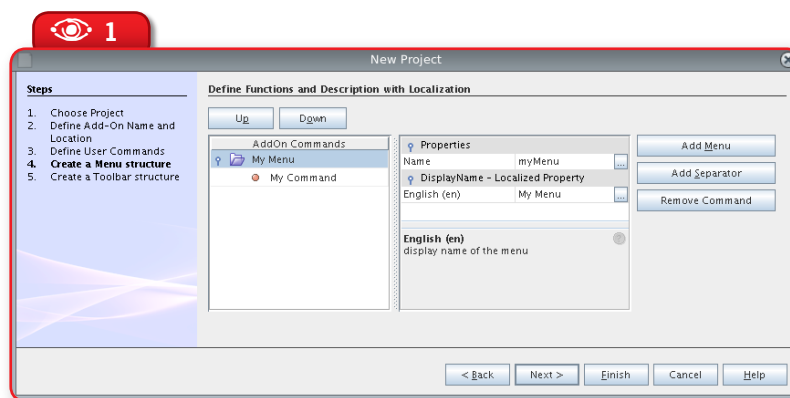 1
New Project
Steps
1. Choose Project
2. Define Add-On Name and
Location
3. Define User Commands
4. Create a Menu structure
5. Create a Toolbar structure
Define Functions and Description with Localization
Up Down
AddOn Commands
My Menu
My Command
Properties
Name myMenu ...
DisplayName - Localized Property
English (en) My Menu ...
English (en) ?
display name of the menu
Add Menu
Add Separator
Remove Command
< Back Next > Finish Cancel Help